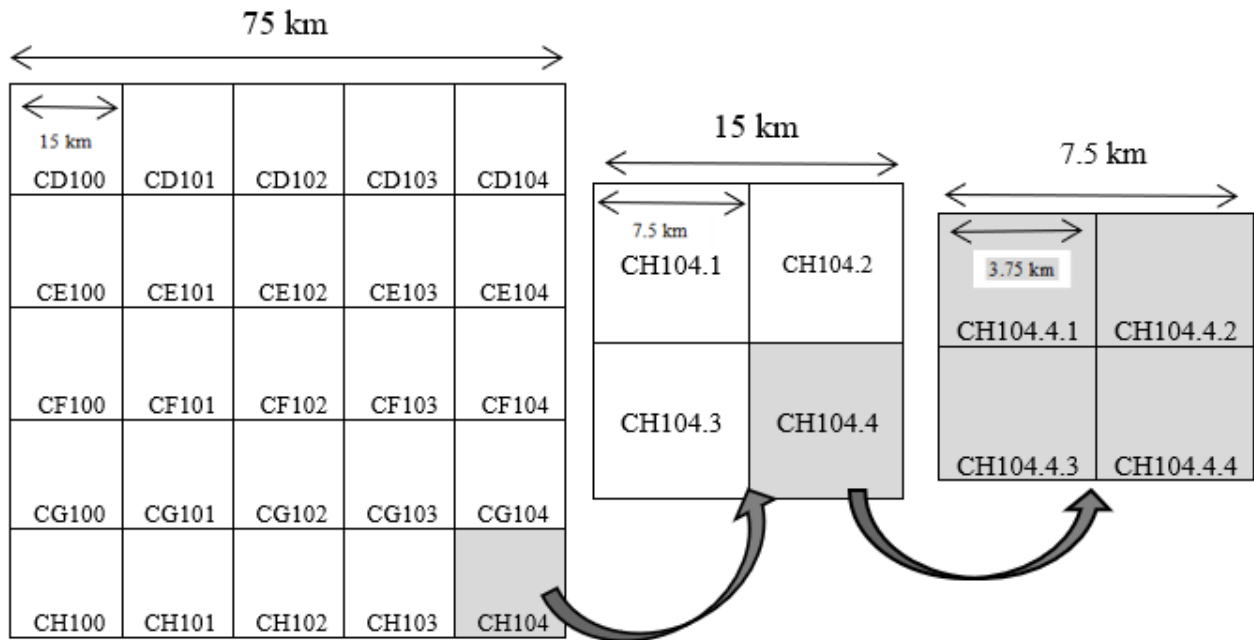 75 km
15 km
CD100 CD101 CD102 CD103 CD104
CE100 CE101 CE102 CE103 CE104
CF100 CF101 CF102 CF103 CF104
CG100 CG101 CG102 CG103 CG104
CH100 CH101 CH102 CH103 CH104
15 km
7.5 km
CH104.1 CH104.2
CH104.3 CH104.4
7.5 km
3.75 km
CH104.4.1 CH104.4.2
CH104.4.3 CH104.4.4